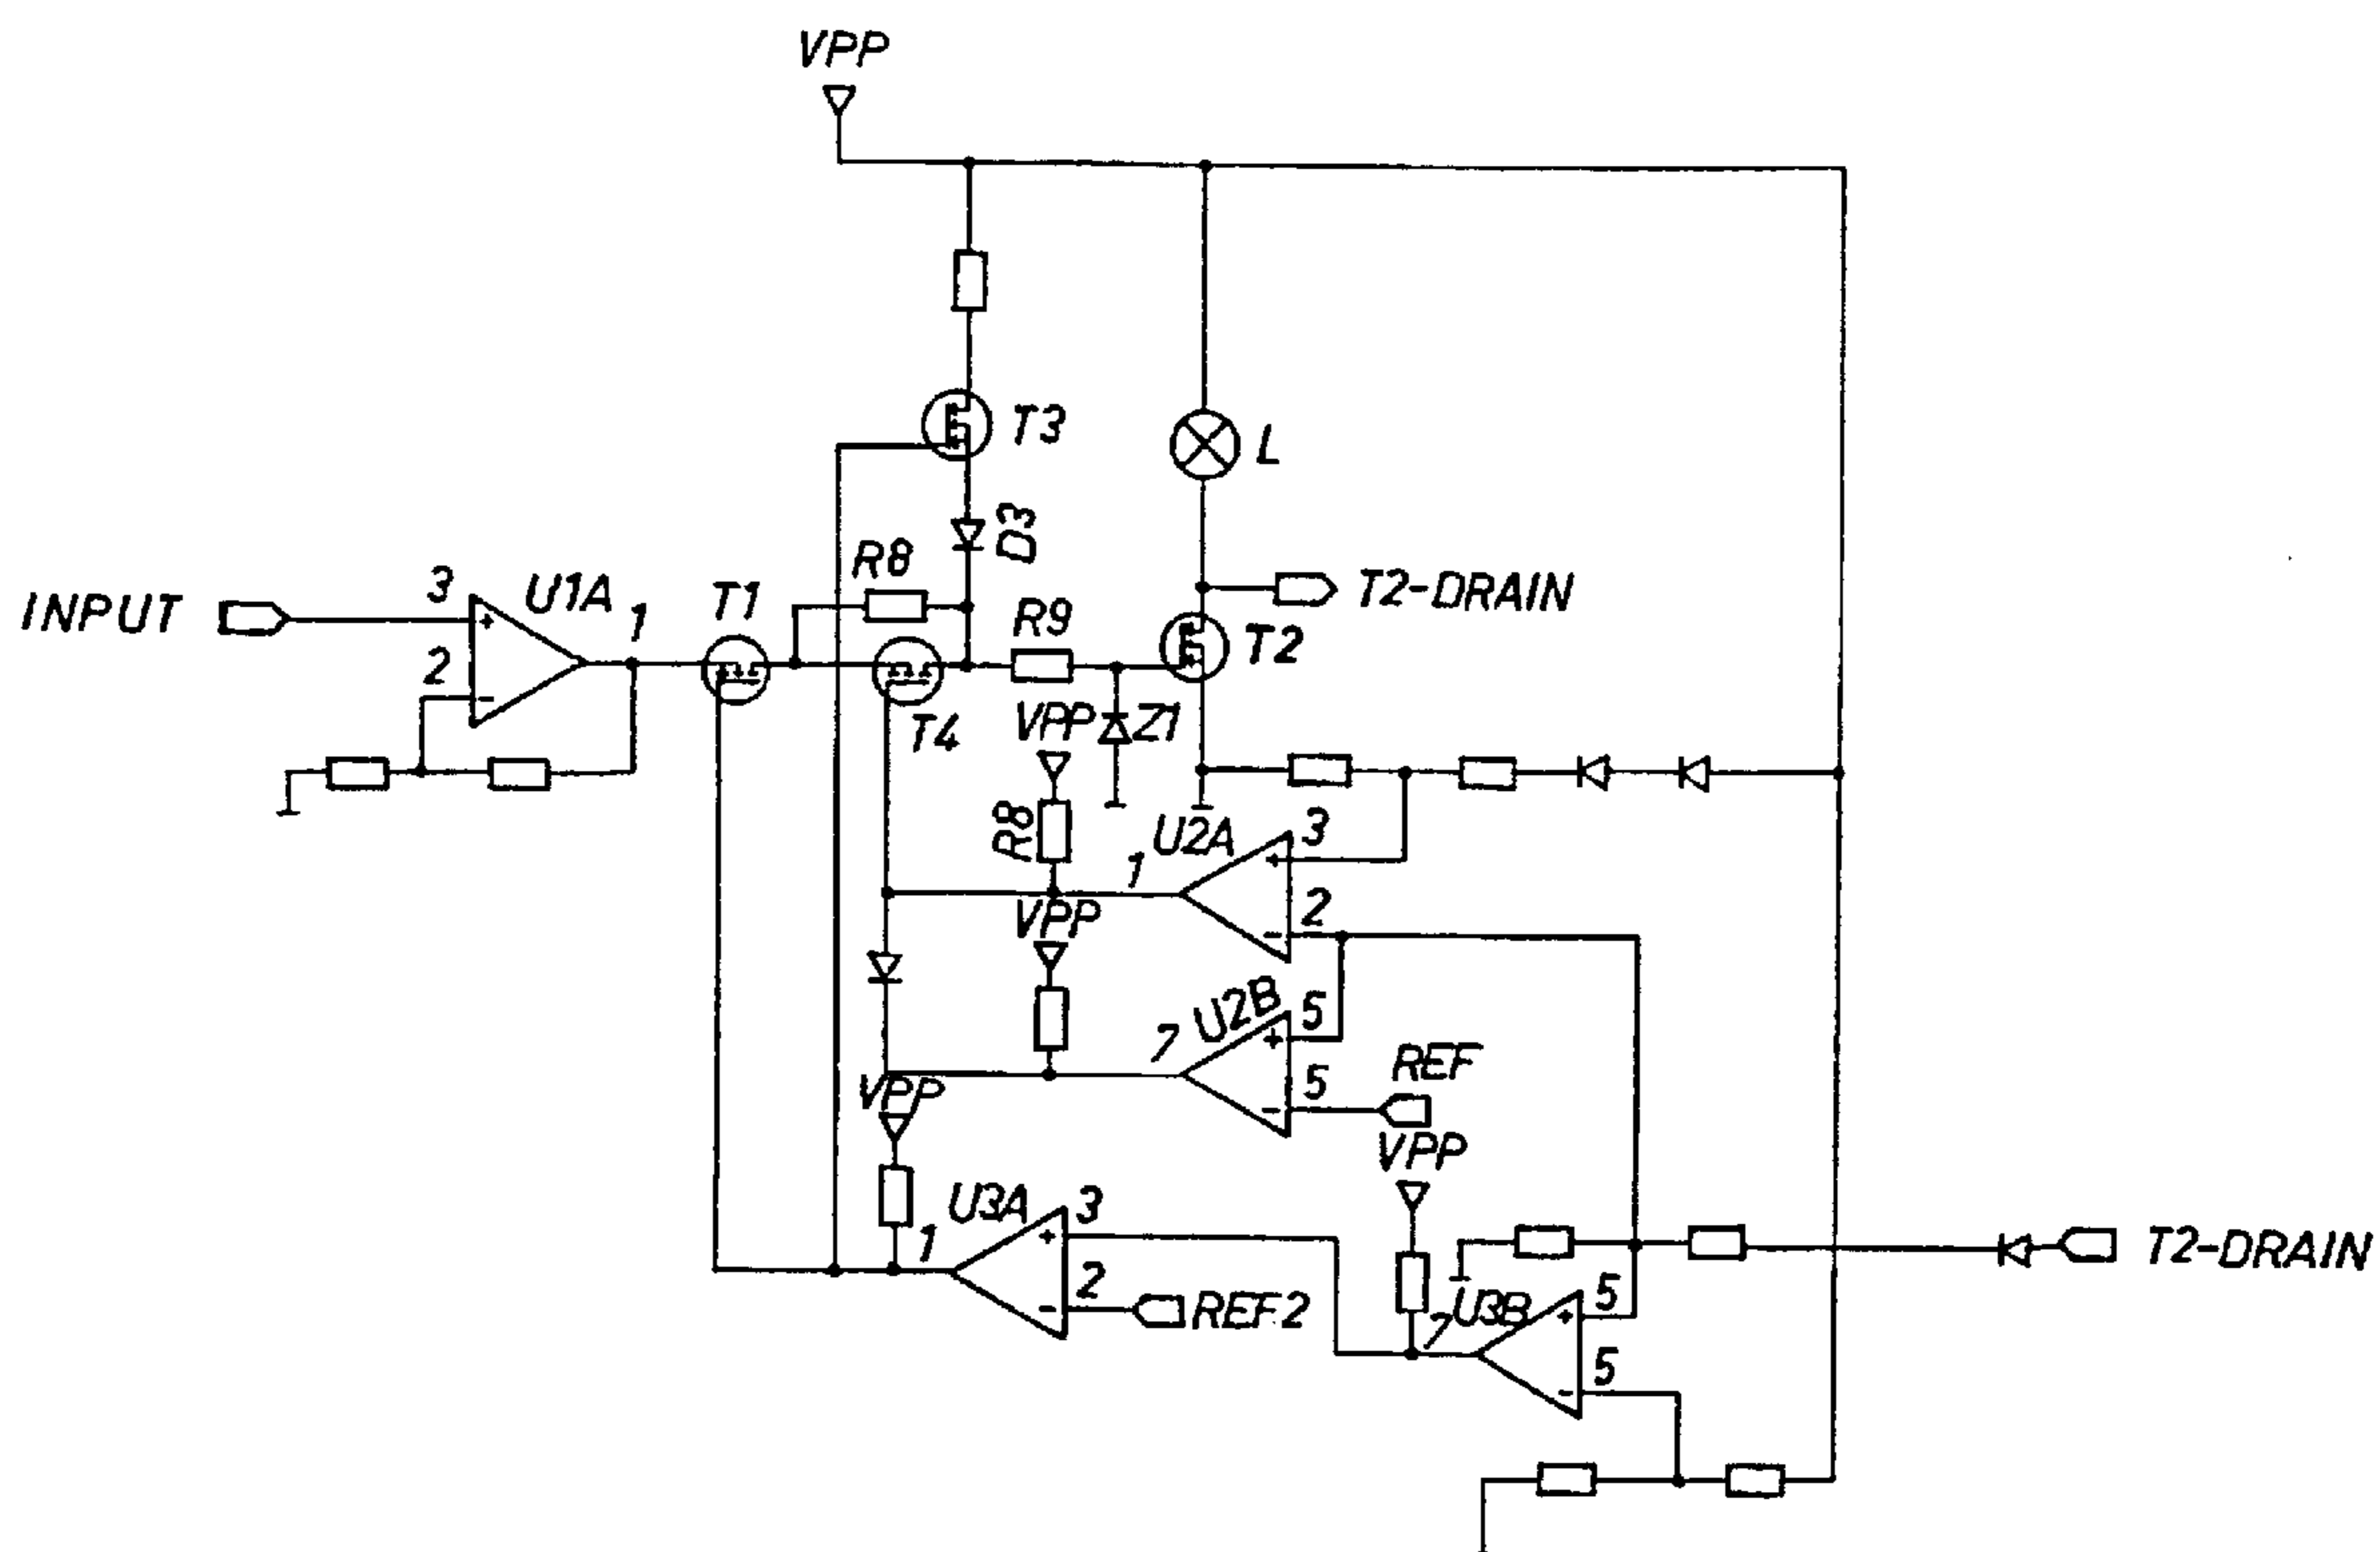 VPP
T3
L
D3
R8
INPUT
3
U1A
1
2
T1
R9
T2-DRAIN
T2
T4
VPP
Z1
R8
U2A
3
1
2
VPP
U2B
5
7
5
REF
VPP
VPP
U3A
3
1
2
REF2
T2-DRAIN
U3B
5
7
5
+
-
+
-
+
-
+
-
+
-